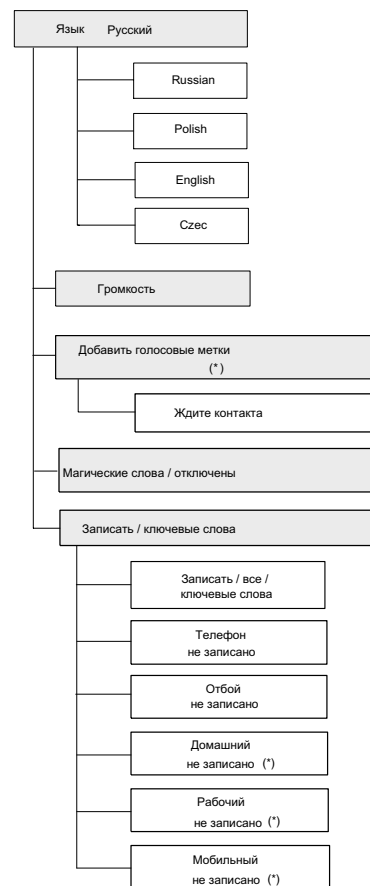 Язык Русский
Russian
Polish
English
Czec
Громкость
Добавить голосовые метки
(*)
Ждите контакта
Магические слова / отключены
Записать / ключевые слова
Записать / все /
ключевые слова
Телефон
не записано
Отбой
не записано
Домашний
не записано (*)
Рабочий
не записано (*)
Мобильный
не записано (*)